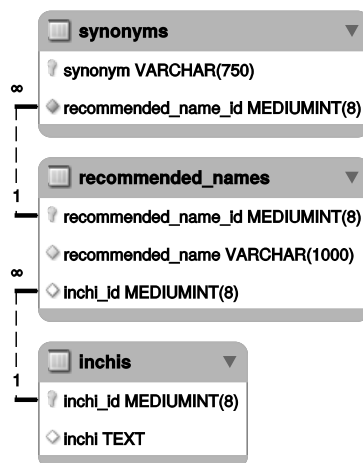 synonyms
synonym VARCHAR(750)
∞
recommended_name_id MEDIUMINT(8)
recommended_names
1
recommended_name_id MEDIUMINT(8)
recommended_name VARCHAR(1000)
∞
inchi_id MEDIUMINT(8)
inchis
1
inchi_id MEDIUMINT(8)
inchi TEXT